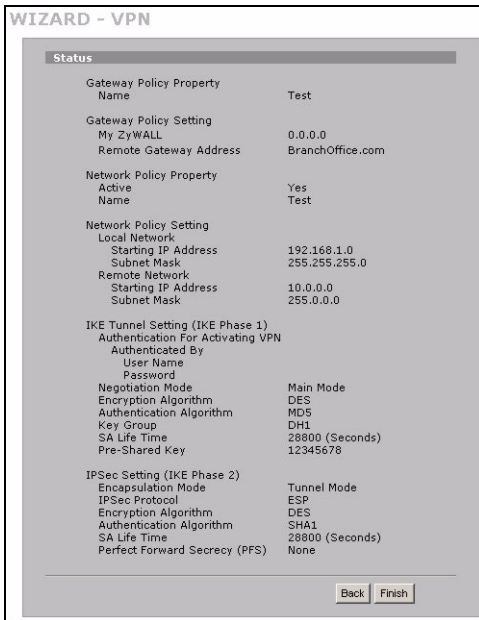 WIZARD - VPN
Status
Gateway Policy Property
Name Test
Gateway Policy Setting
My ZyWALL 0.0.0.0
Remote Gateway Address BranchOffice.com
Network Policy Property
Active Yes
Name Test
Network Policy Setting
Local Network
Starting IP Address 192.168.1.0
Subnet Mask 255.255.255.0
Remote Network
Starting IP Address 10.0.0.0
Subnet Mask 255.0.0.0
IKE Tunnel Setting (IKE Phase 1)
Authentication For Activating VPN
Authenticated By
User Name
Password
Negotiation Mode Main Mode
Encryption Algorithm DES
Authentication Algorithm MD5
Key Group DH1
SA Life Time 28800 (Seconds)
Pre-Shared Key 12345678
IPSec Setting (IKE Phase 2)
Encapsulation Mode Tunnel Mode
IPSec Protocol ESP
Encryption Algorithm DES
Authentication Algorithm SHA1
SA Life Time 28800 (Seconds)
Perfect Forward Secrecy (PFS) None
Back Finish